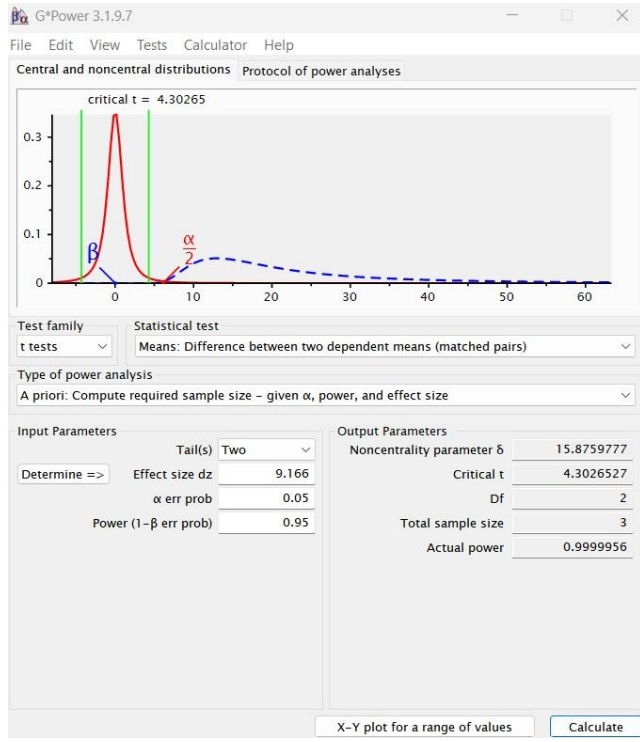 βα G*Power 3.1.9.7
File Edit View Tests Calculator Help
Central and noncentral distributions Protocol of power analyses
critical t = 4.30265
0.3
0.2
0.1
0
β
α
2
0 10 20 30 40 50 60
Test family Statistical test
t tests Means: Difference between two dependent means (matched pairs)
Type of power analysis
A priori: Compute required sample size - given α, power, and effect size
Input Parameters Output Parameters
Tail(s) Two Noncentrality parameter δ 15.8759777
Determine => Effect size dz 9.166 Critical t 4.3026527
α err prob 0.05 Df 2
Power (1-β err prob) 0.95 Total sample size 3
Actual power 0.9999956
X-Y plot for a range of values Calculate